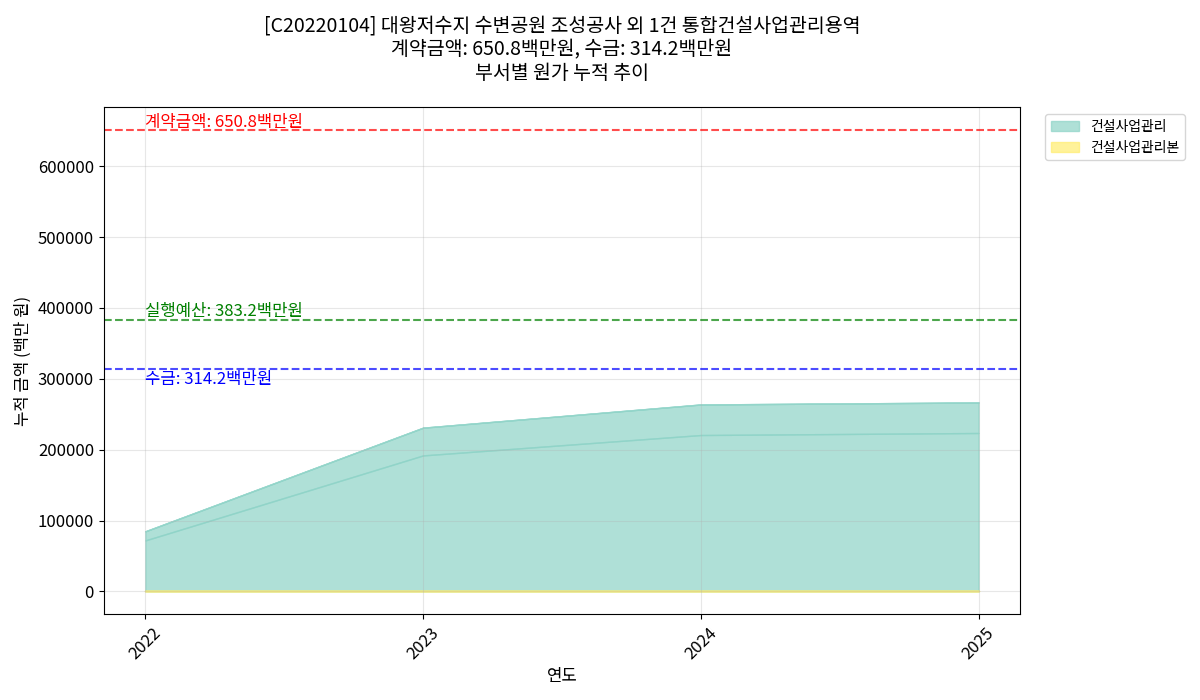 [C20220104] 대왕저수지 수변공원 조성공사 외 1건 통합건설사업관리용역
계약금액: 650.8백만원, 수금: 314.2백만원
부서별 원가 누적 추이
계약금액: 650.8백만원
실행예산: 383.2백만원
수금: 314.2백만원
건설사업관리
건설사업관리본
누적 금액 (백만 원)
600000
500000
400000
300000
200000
100000
0
2022
2023
2024
2025
연도